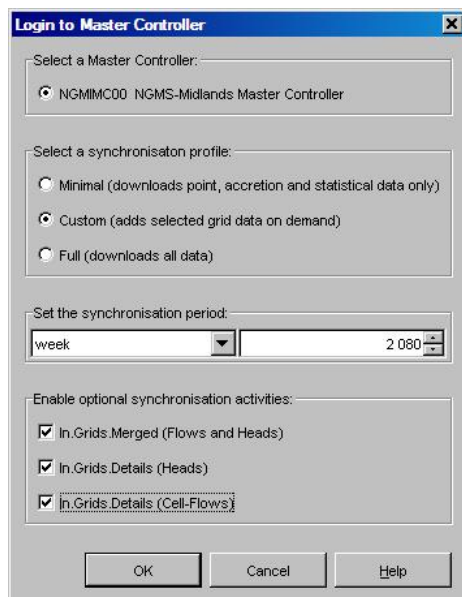 Login to Master Controller
Select a Master Controller:
NGMIMC00 NGMS-Midlands Master Controller
Select a synchronisaton profile:
Minimal (downloads point, accretion and statistical data only)
Custom (adds selected grid data on demand)
Full (downloads all data)
Set the synchronisation period:
week 2 080
Enable optional synchronisation activities:
In.Grids.Merged (Flows and Heads)
In.Grids.Details (Heads)
In.Grids.Details (Cell-Flows)
OK Cancel Help